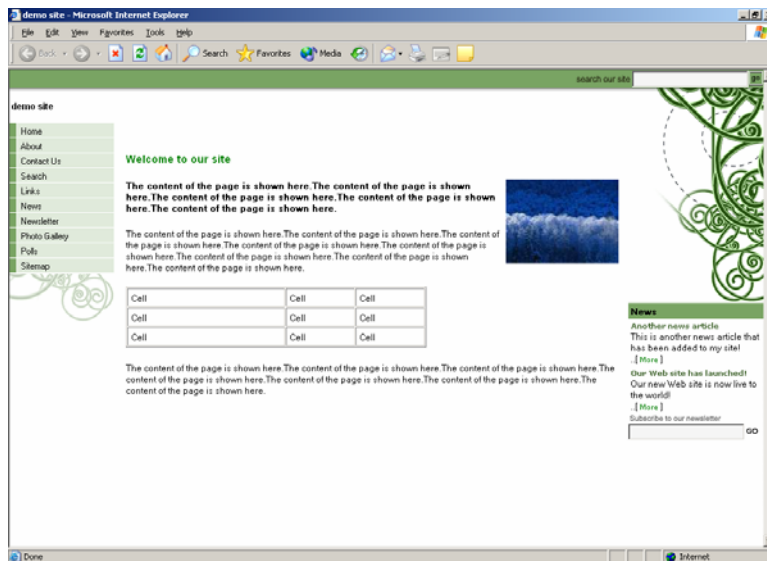 demo site - Microsoft Internet Explorer
File Edit View Favorites Tools Help
Back Search Favorites Media
search our site go
demo site
Home
About
Contact Us
Search
Links
News
Newsletter
Photo Gallery
Polls
Sitemap
Welcome to our site
The content of the page is shown here.The content of the page is shown
here.The content of the page is shown here.The content of the page is shown
here.The content of the page is shown here.
The content of the page is shown here.The content of the page is shown here.The content of
the page is shown here.The content of the page is shown here.The content of the page is
shown here.The content of the page is shown here.The content of the page is shown
here.The content of the page is shown here.
Cell Cell Cell
Cell Cell Cell
Cell Cell Cell
The content of the page is shown here.The content of the page is shown here.The content of the page is shown here.The
content of the page is shown here.The content of the page is shown here.The content of the page is shown here.The
content of the page is shown here.
News
Another news article
This is another news article that
has been added to my site!
..[ More ]
Our Web site has launched!
Our new Web site is now live to
the world!
..[ More ]
Subscribe to our newsletter
GO
Done Internet